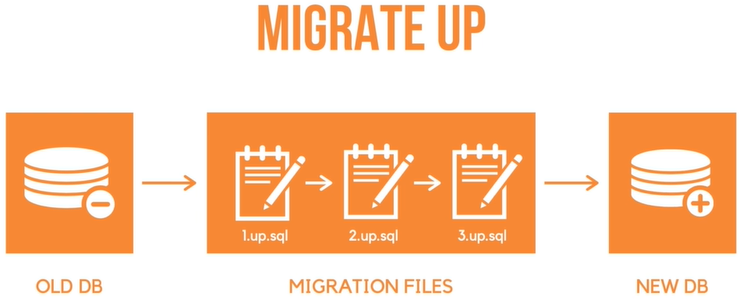 MIGRATE UP
1.up.sql
2.up.sql
3.up.sql
OLD DB
MIGRATION FILES
NEW DB